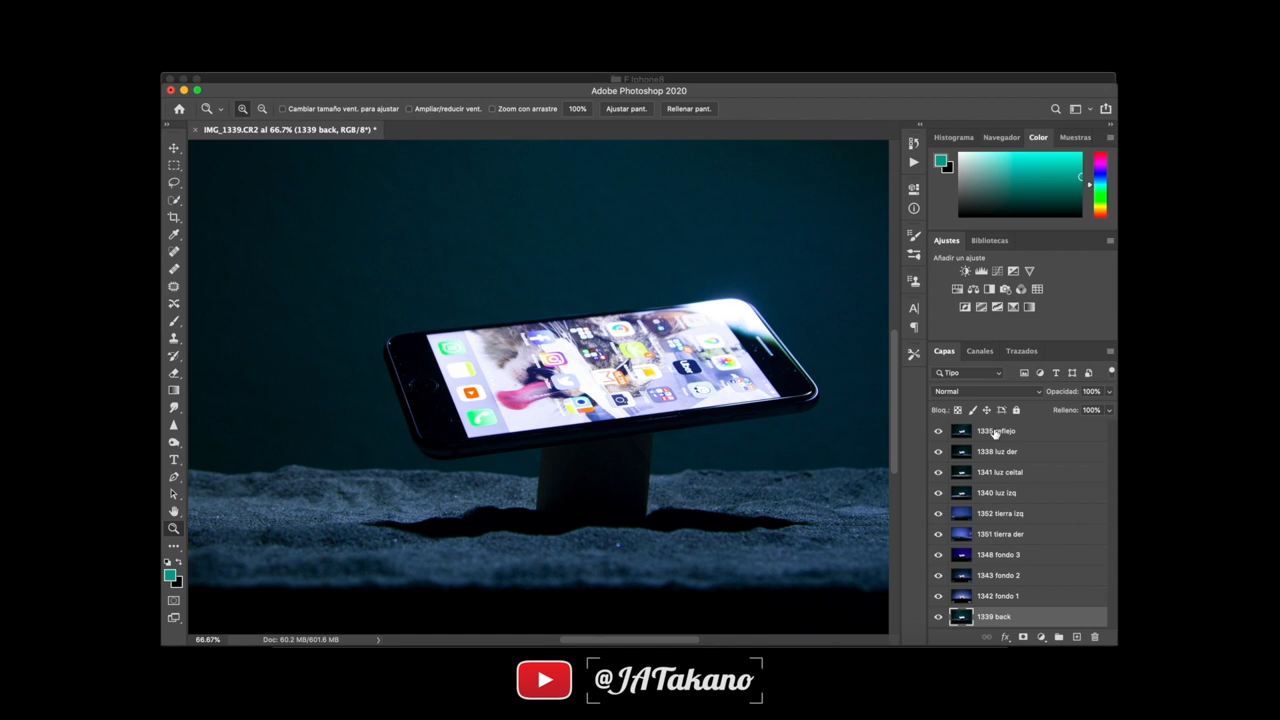 F.Iphone8
Adobe Photoshop 2020
Cambiar tamaño vent. para ajustar
Ampliar/reducir vent.
Zoom con arrastre
100%
Ajustar pant.
Rellenar pant.
IMG_1339.CR2 al 66.7% (1339 back, RGB/8*) *
Histograma
Navegador
Color
Muestras
Ajustes
Bibliotecas
Añadir un ajuste
Capas
Canales
Trazados
Tipo
Normal
Opacidad: 100%
Bloq.:
Relleno: 100%
1338 luz der
1341 luz ceital
1340 luz izq
1352 tierra izq
1351 tierra der
1348 fondo 3
1343 fondo 2
1342 fondo 1
1339 back
66.67%
Doc: 60.2 MB/601.6 MB
@JATakano